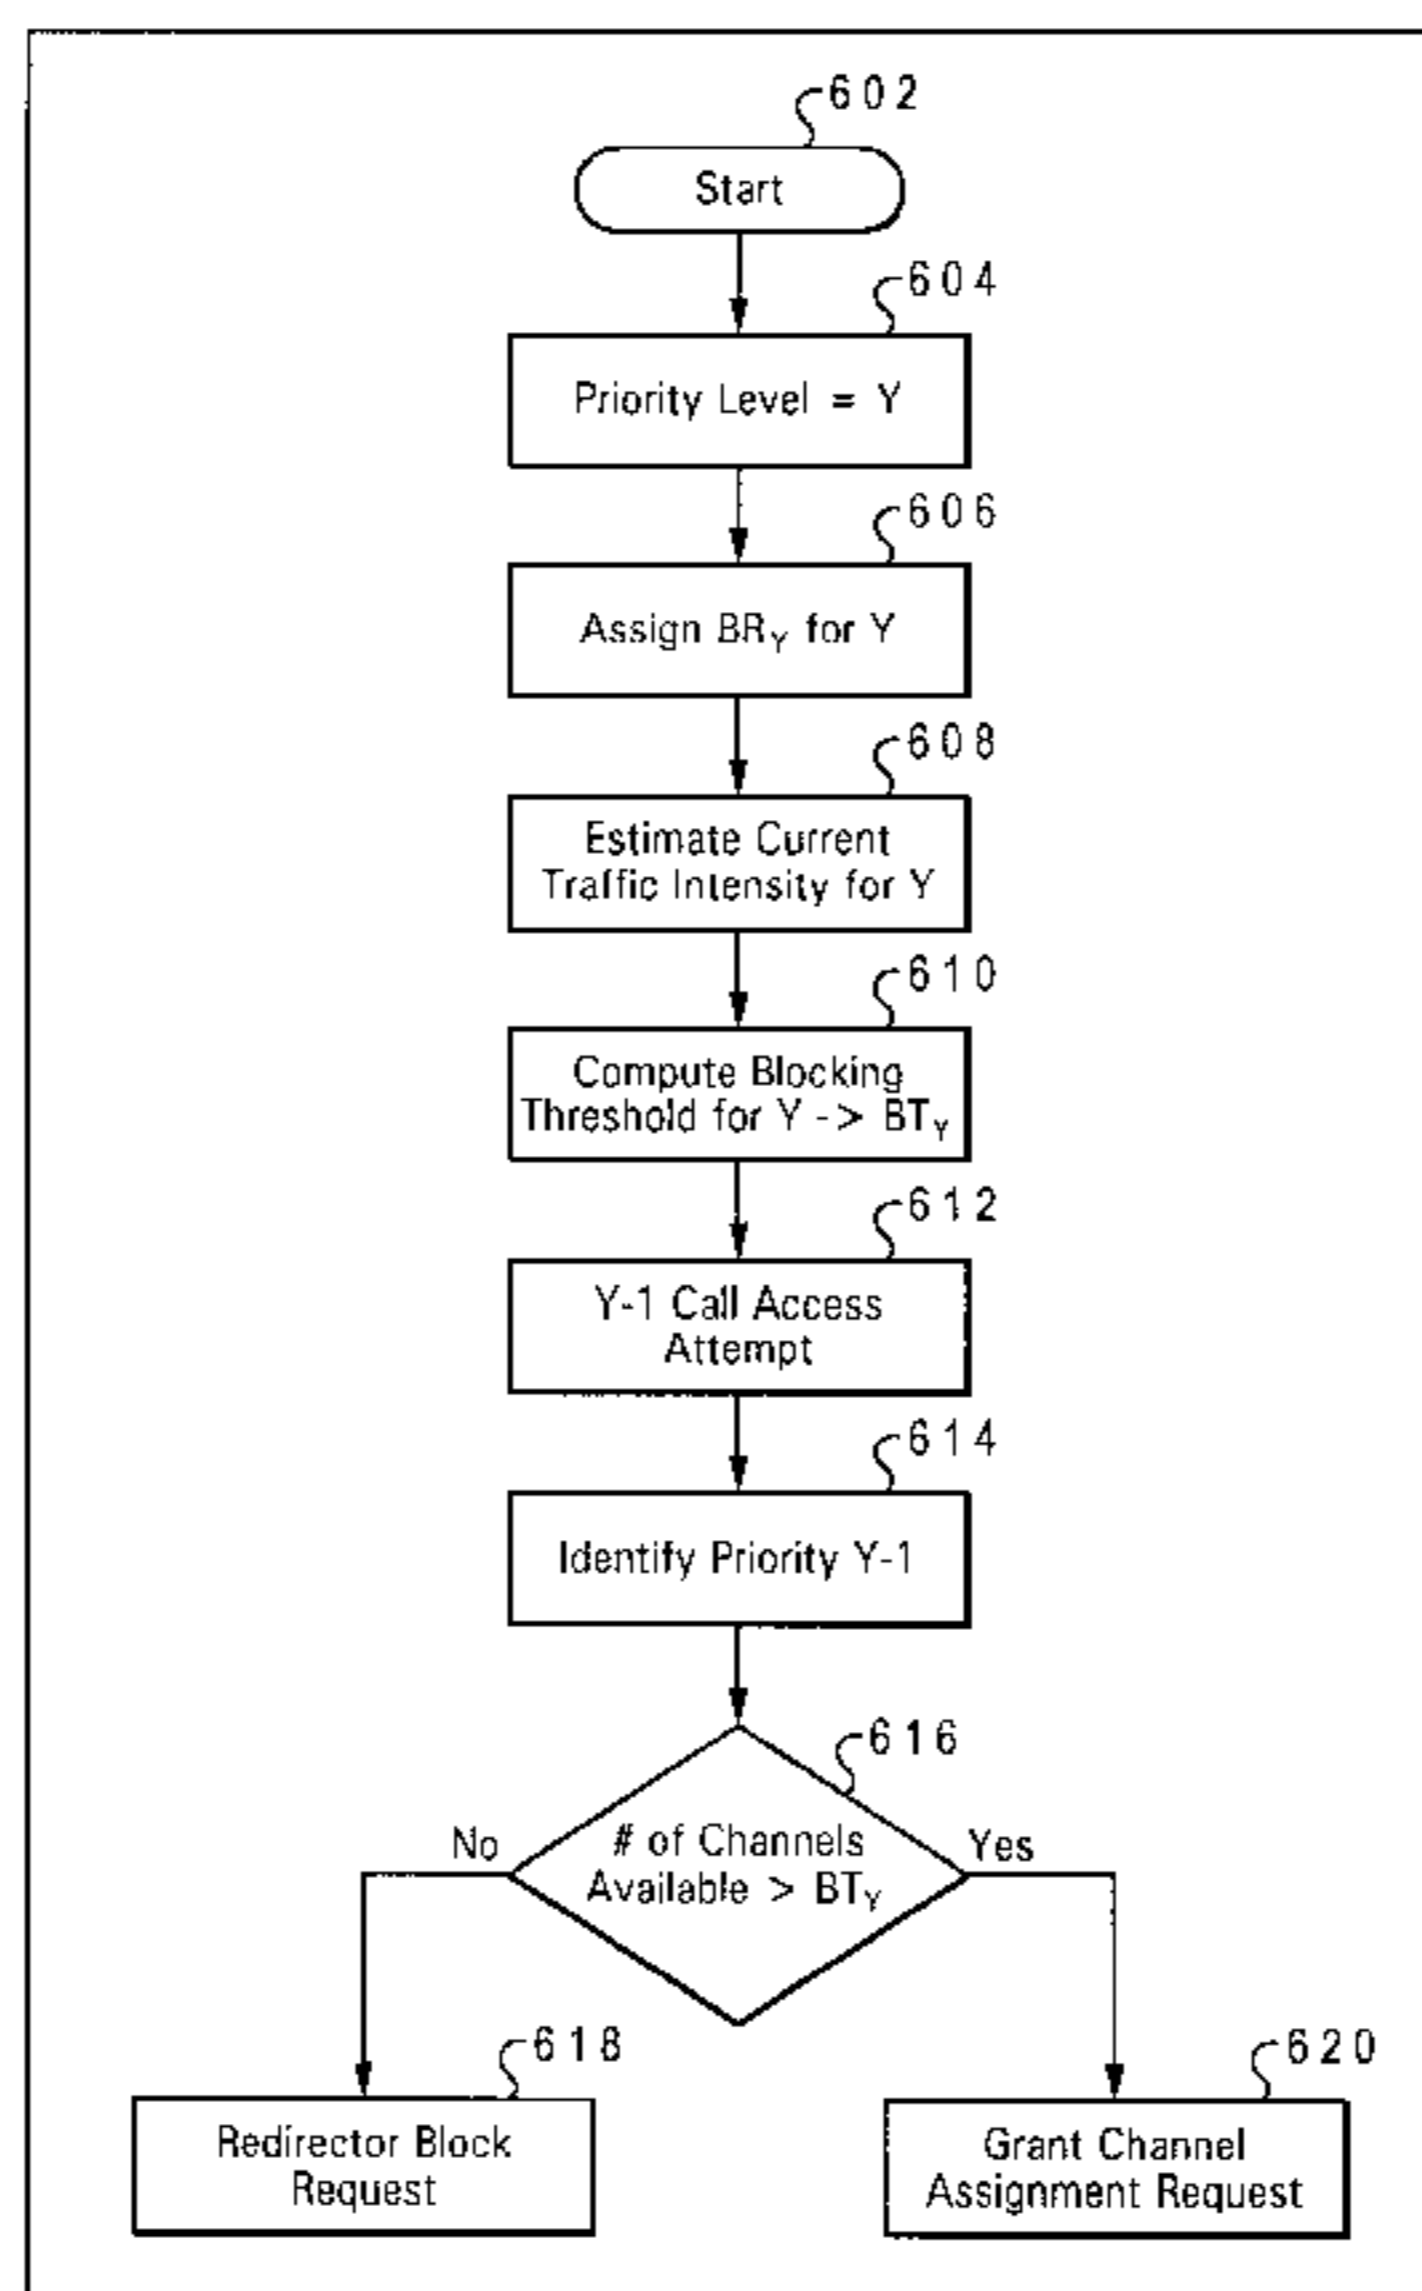 602
Start
604
Priority Level = Y
606
Assign BR_Y for Y
608
Estimate Current
Traffic Intensity for Y
610
Compute Blocking
Threshold for Y -> BT_Y
612
Y-1 Call Access
Attempt
614
Identify Priority Y-1
616
No
# of Channels
Available > BT_Y
Yes
618
Redirector Block
Request
620
Grant Channel
Assignment Request